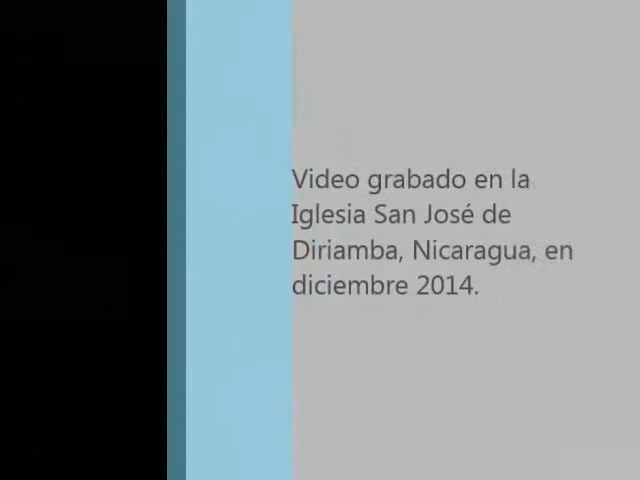 Video grabado en la
Iglesia San José de
Diriamba, Nicaragua, en
diciembre 2014.